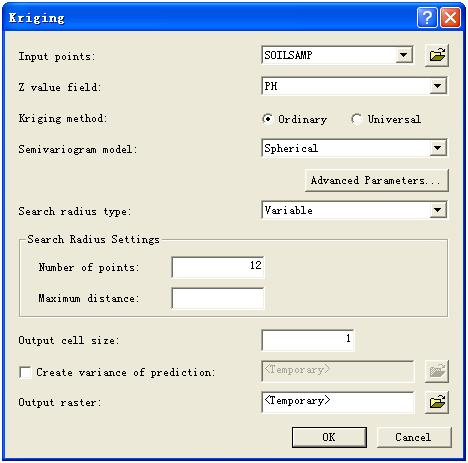 Kriging
Input points: SOILSAMP
Z value field: PH
Kriging method: Ordinary Universal
Semivariogram model: Spherical
Advanced Parameters...
Search radius type: Variable
Search Radius Settings
Number of points: 12
Maximum distance:
Output cell size: 1
Create variance of prediction: <Temporary>
Output raster: <Temporary>
OK Cancel